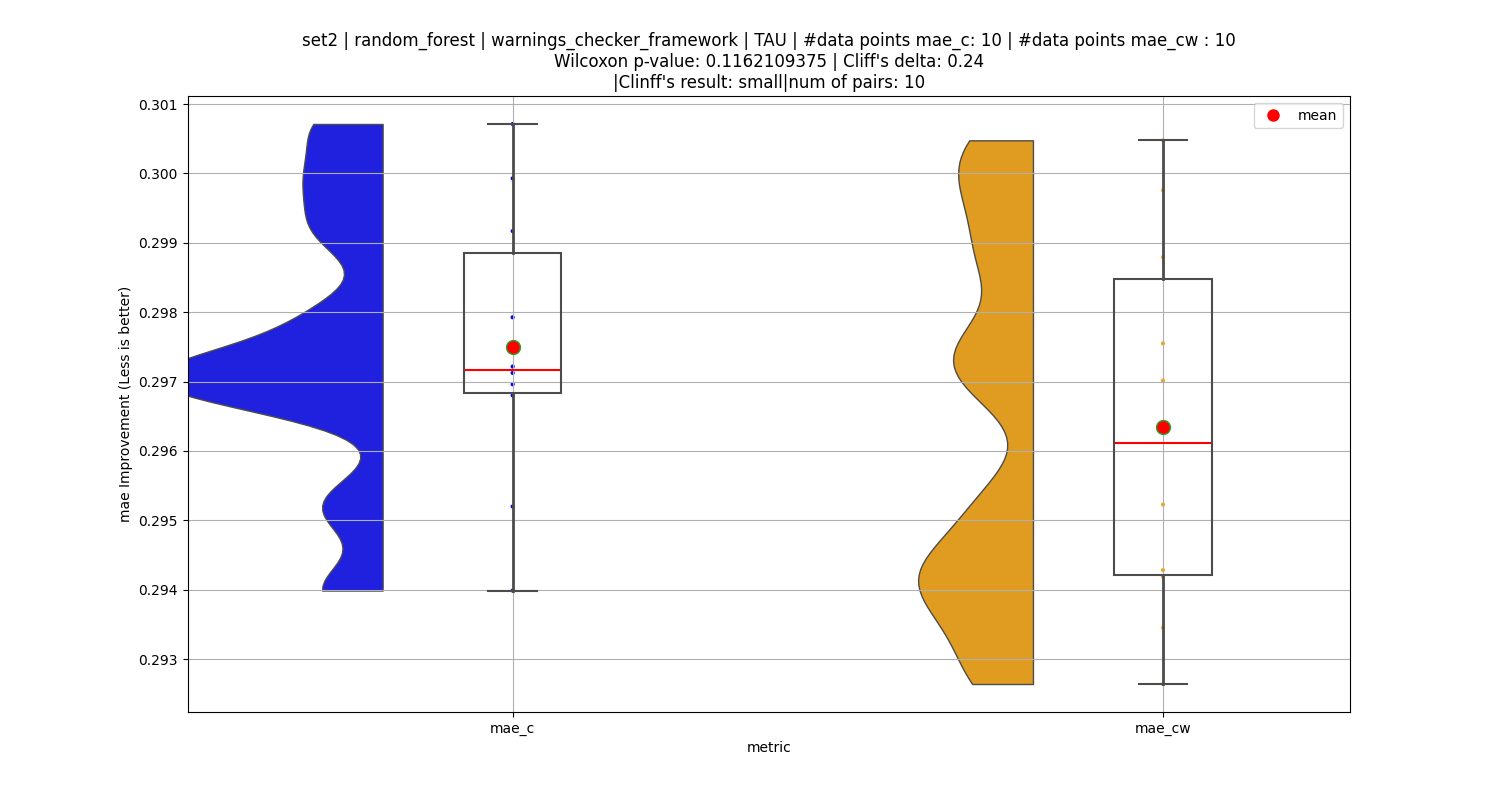 set2 | random_forest | warnings_checker_framework | TAU | #data points mae_c: 10 | #data points mae_cw : 10
Wilcoxon p-value: 0.1162109375 | Cliff's delta: 0.24
|Clinff's result: small|num of pairs: 10
mean
0.301
0.300
0.299
0.298
0.297
0.296
0.295
0.294
0.293
mae Improvement (Less is better)
mae_c
mae_cw
metric